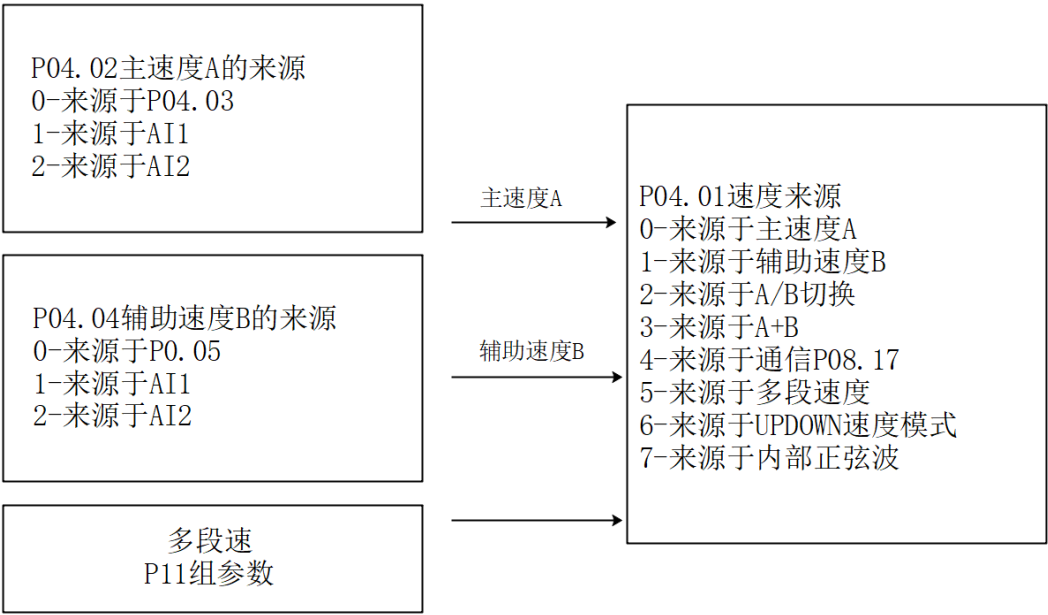 P04.02主速度A的来源
0-来源于P04.03
1-来源于AI1
2-来源于AI2
主速度A
P04.04辅助速度B的来源
0-来源于P0.05
1-来源于AI1
2-来源于AI2
辅助速度B
多段速
P11组参数
P04.01速度来源
0-来源于主速度A
1-来源于辅助速度B
2-来源于A/B切换
3-来源于A+B
4-来源于通信P08.17
5-来源于多段速度
6-来源于UPDOWN速度模式
7-来源于内部正弦波